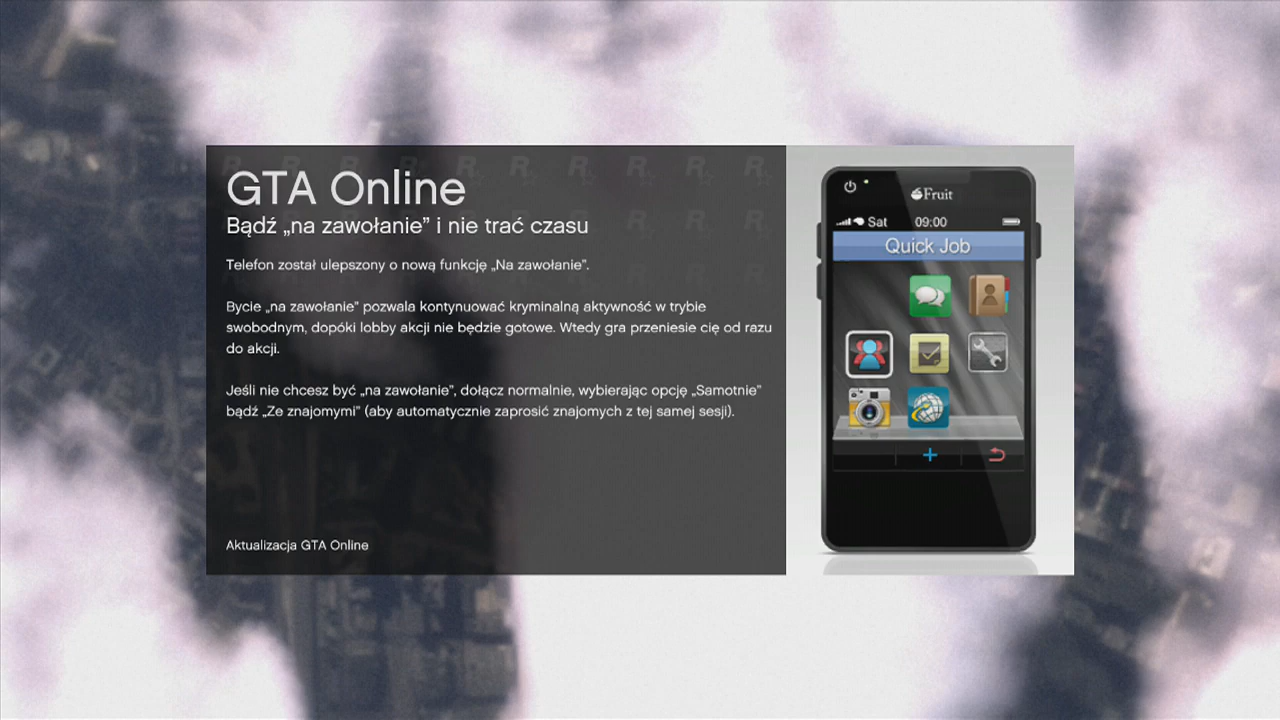 GTA Online
Bądź „na zawołanie” i nie trać czasu
Telefon został ulepszony o nową funkcję „Na zawołanie”.
Bycie „na zawołanie” pozwala kontynuować kryminalną aktywność w trybie
swobodnym, dopóki lobby akcji nie będzie gotowe. Wtedy gra przeniesie cię od razu
do akcji.
Jeśli nie chcesz być „na zawołanie”, dołącz normalnie, wybierając opcję „Samotnie”
bądź „Ze znajomymi” (aby automatycznie zaprosić znajomych z tej samej sesji).
Aktualizacja GTA Online
Fruit
Sat 09:00
Quick Job